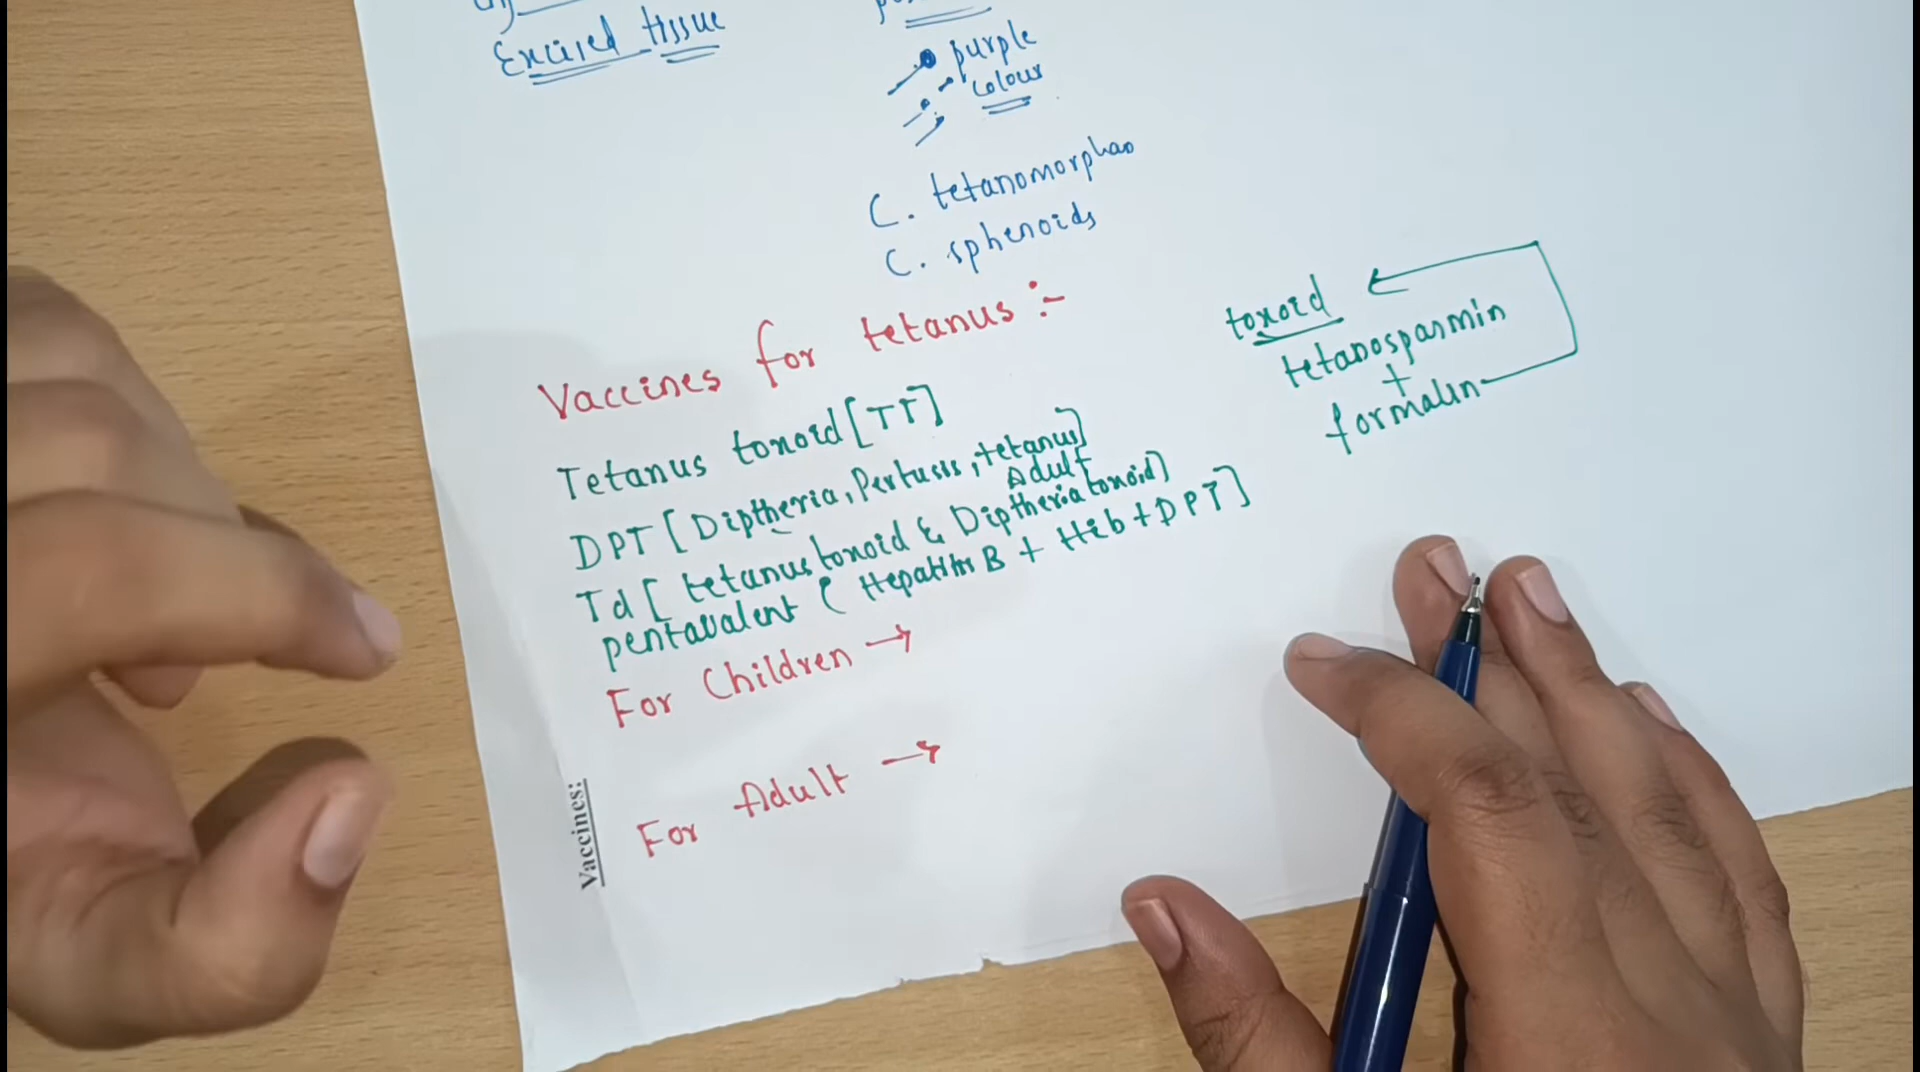 Excised tissue
purple
colour
C. tetanomorphao
C. sphenoids
Vaccines for tetanus :-
Tetanus toxoid [TT]
DPT [Diptheria, Pertusis, tetanus]
Adult
Td [ tetanus toxoid & Diptheria toxoid]
pentavalent ( Hepatitis B + Hib + DPT]
For Children →
For Adult →
toxoid ←
tetanospasmin
+
formalin
Vaccines: